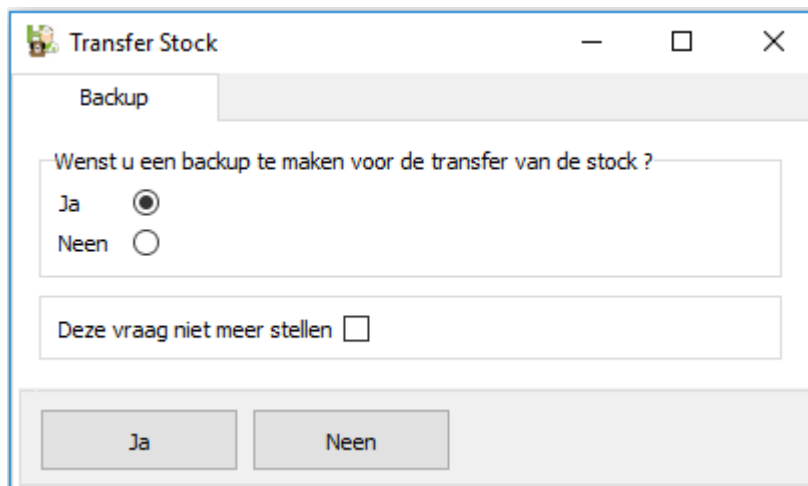 Transfer Stock
Backup
Wenst u een backup te maken voor de transfer van de stock ?
Ja
Neen
Deze vraag niet meer stellen
Ja Neen